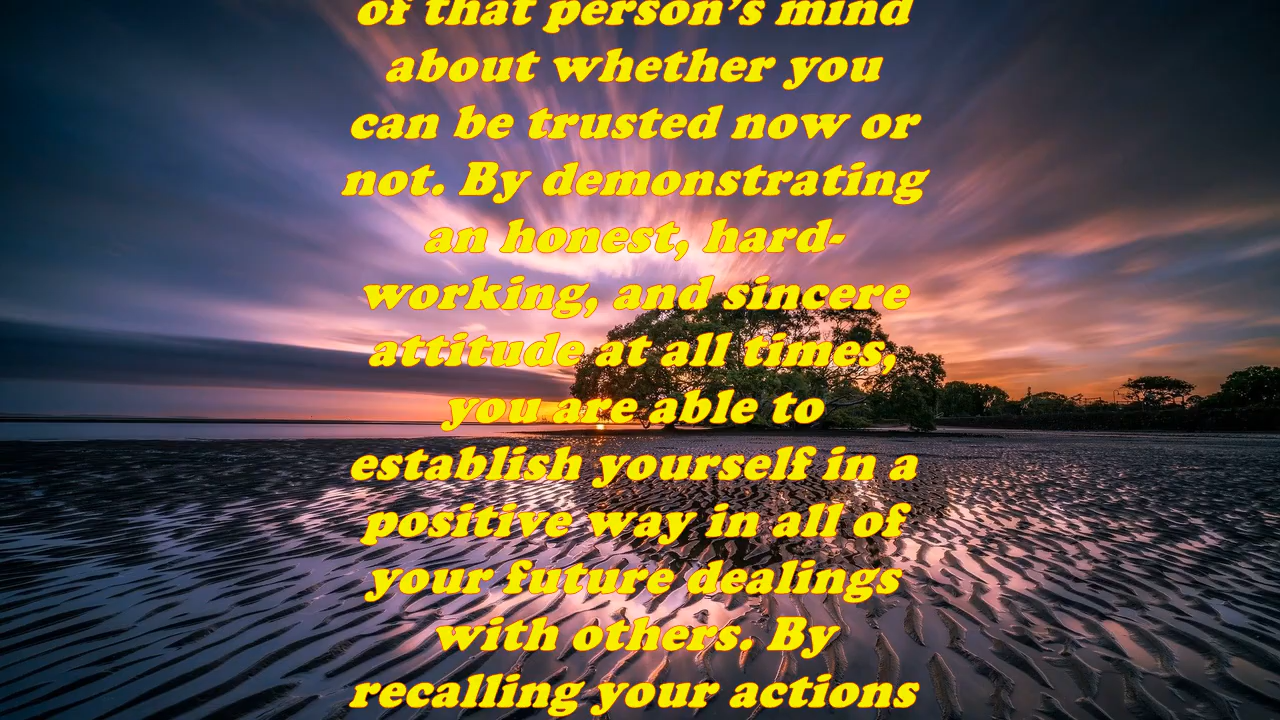 of that person’s mind
about whether you
can be trusted now or
not. By demonstrating
an honest, hard-
working, and sincere
attitude at all times,
you are able to
establish yourself in a
positive way in all of
your future dealings
with others. By
recalling your actions